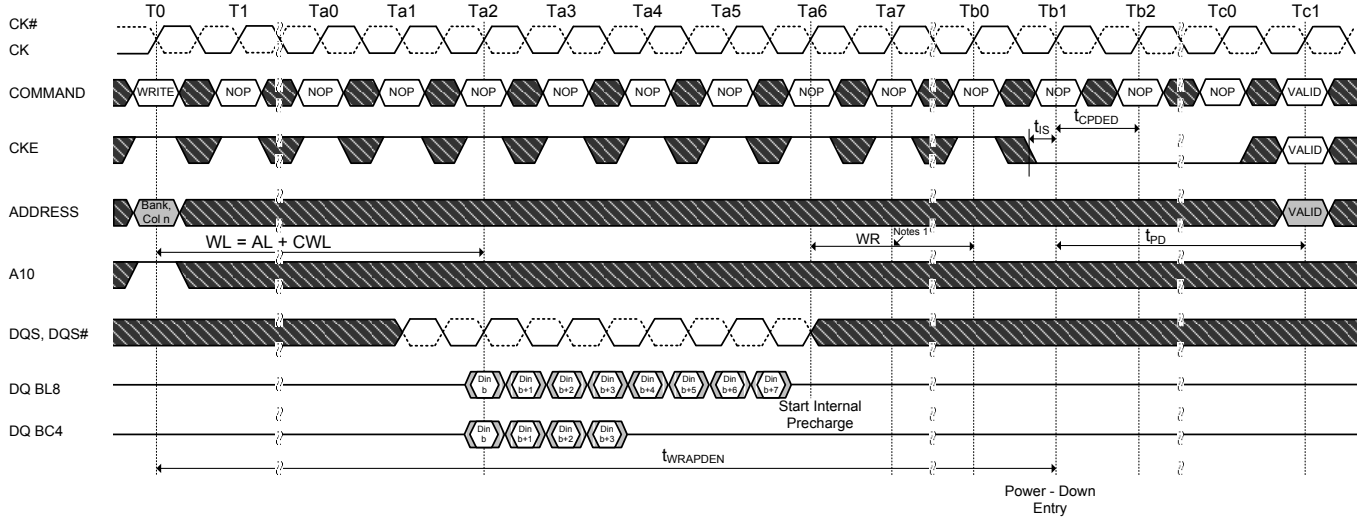 T0 T1 Ta0 Ta1 Ta2 Ta3 Ta4 Ta5 Ta6 Ta7 Tb0 Tb1 Tb2 Tc0 Tc1
CK#
CK
COMMAND WRITE NOP NOP NOP NOP NOP NOP NOP NOP NOP NOP NOP NOP NOP VALID
tIS tCPDED
CKE VALID
ADDRESS Bank, Col n VALID
WL = AL + CWL WR Notes 1 tPD
A10
DQS, DQS#
DQ BL8 Din b Din b+1 Din b+2 Din b+3 Din b+4 Din b+5 Din b+6 Din b+7
Start Internal
Precharge
DQ BC4 Din b Din b+1 Din b+2 Din b+3
tWRAPDEN
Power - Down
Entry